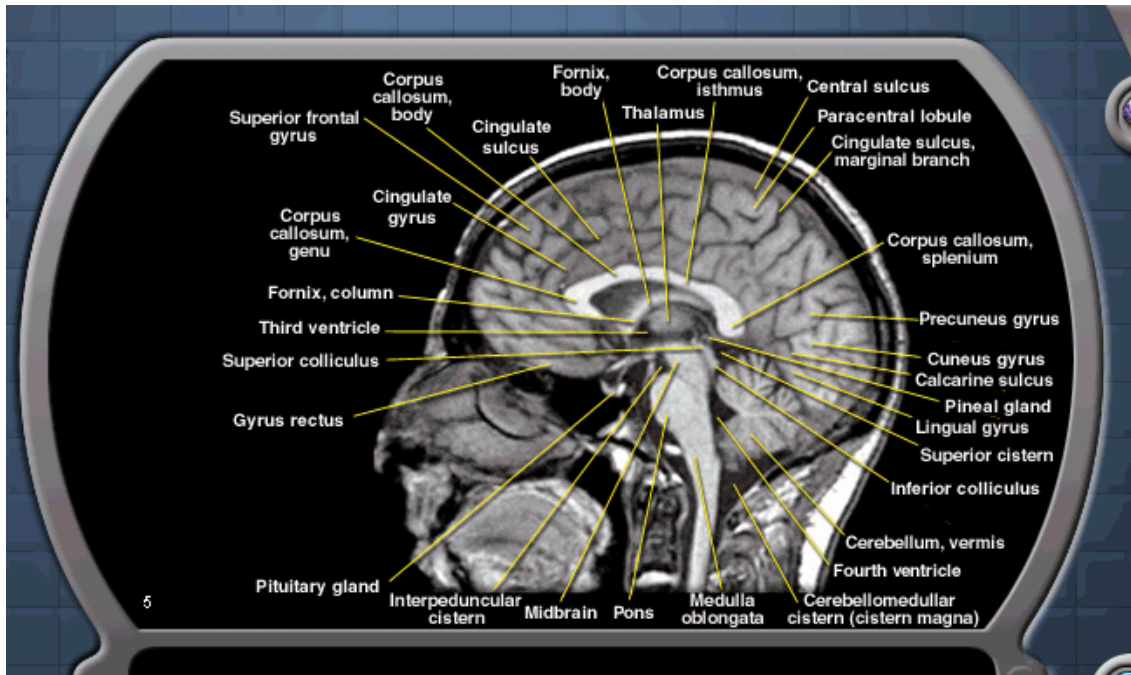 Corpus
callosum,
body
Fornix,
body
Corpus callosum,
isthmus
Central sulcus
Superior frontal
gyrus
Cingulate
sulcus
Thalamus
Paracentral lobule
Cingulate sulcus,
marginal branch
Cingulate
gyrus
Corpus
callosum,
genu
Corpus callosum,
splenium
Fornix, column
Third ventricle
Precuneus gyrus
Superior colliculus
Cuneus gyrus
Calcarine sulcus
Gyrus rectus
Pineal gland
Lingual gyrus
Superior cistern
Inferior colliculus
Cerebellum, vermis
Fourth ventricle
Pituitary gland
Interpeduncular
cistern
Midbrain
Pons
Medulla
oblongata
Cerebellomedullar
cistern (cistern magna)
5